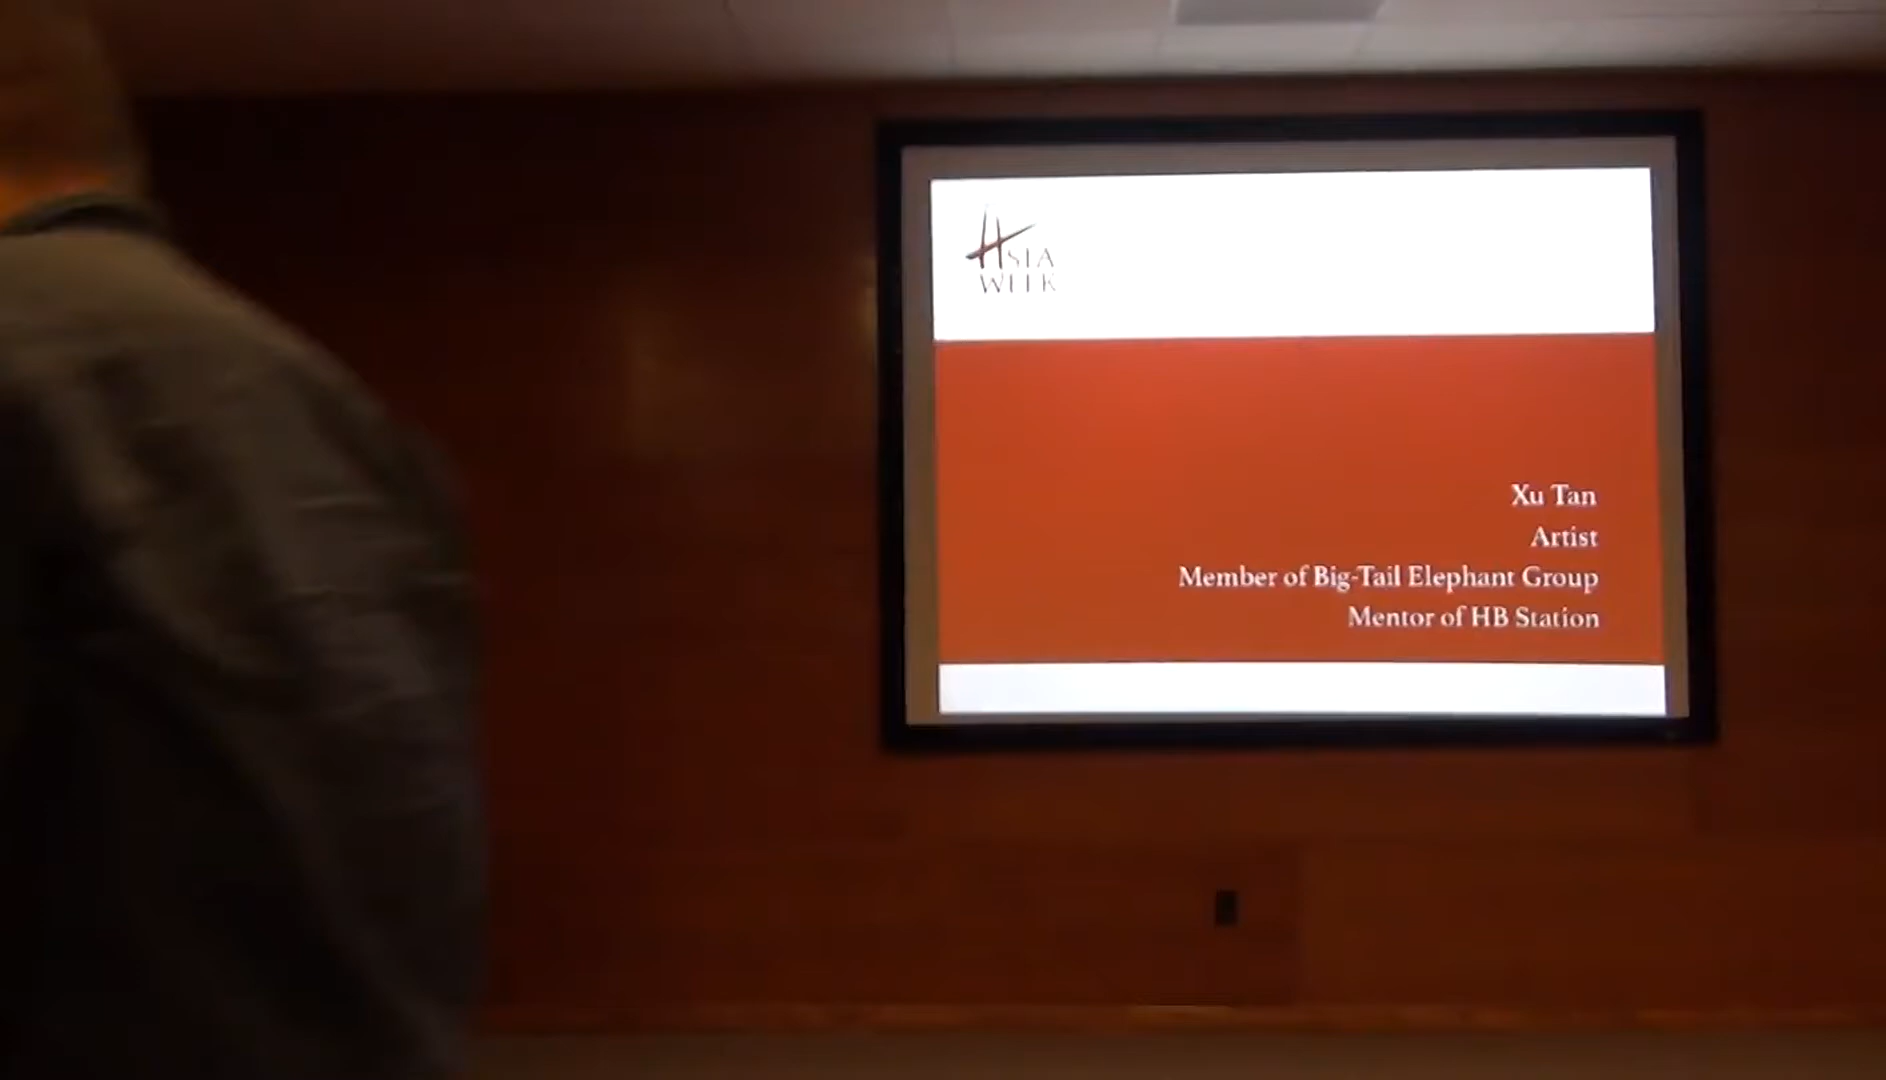 ASIA
WEEK
Xu Tan
Artist
Member of Big-Tail Elephant Group
Mentor of HB Station